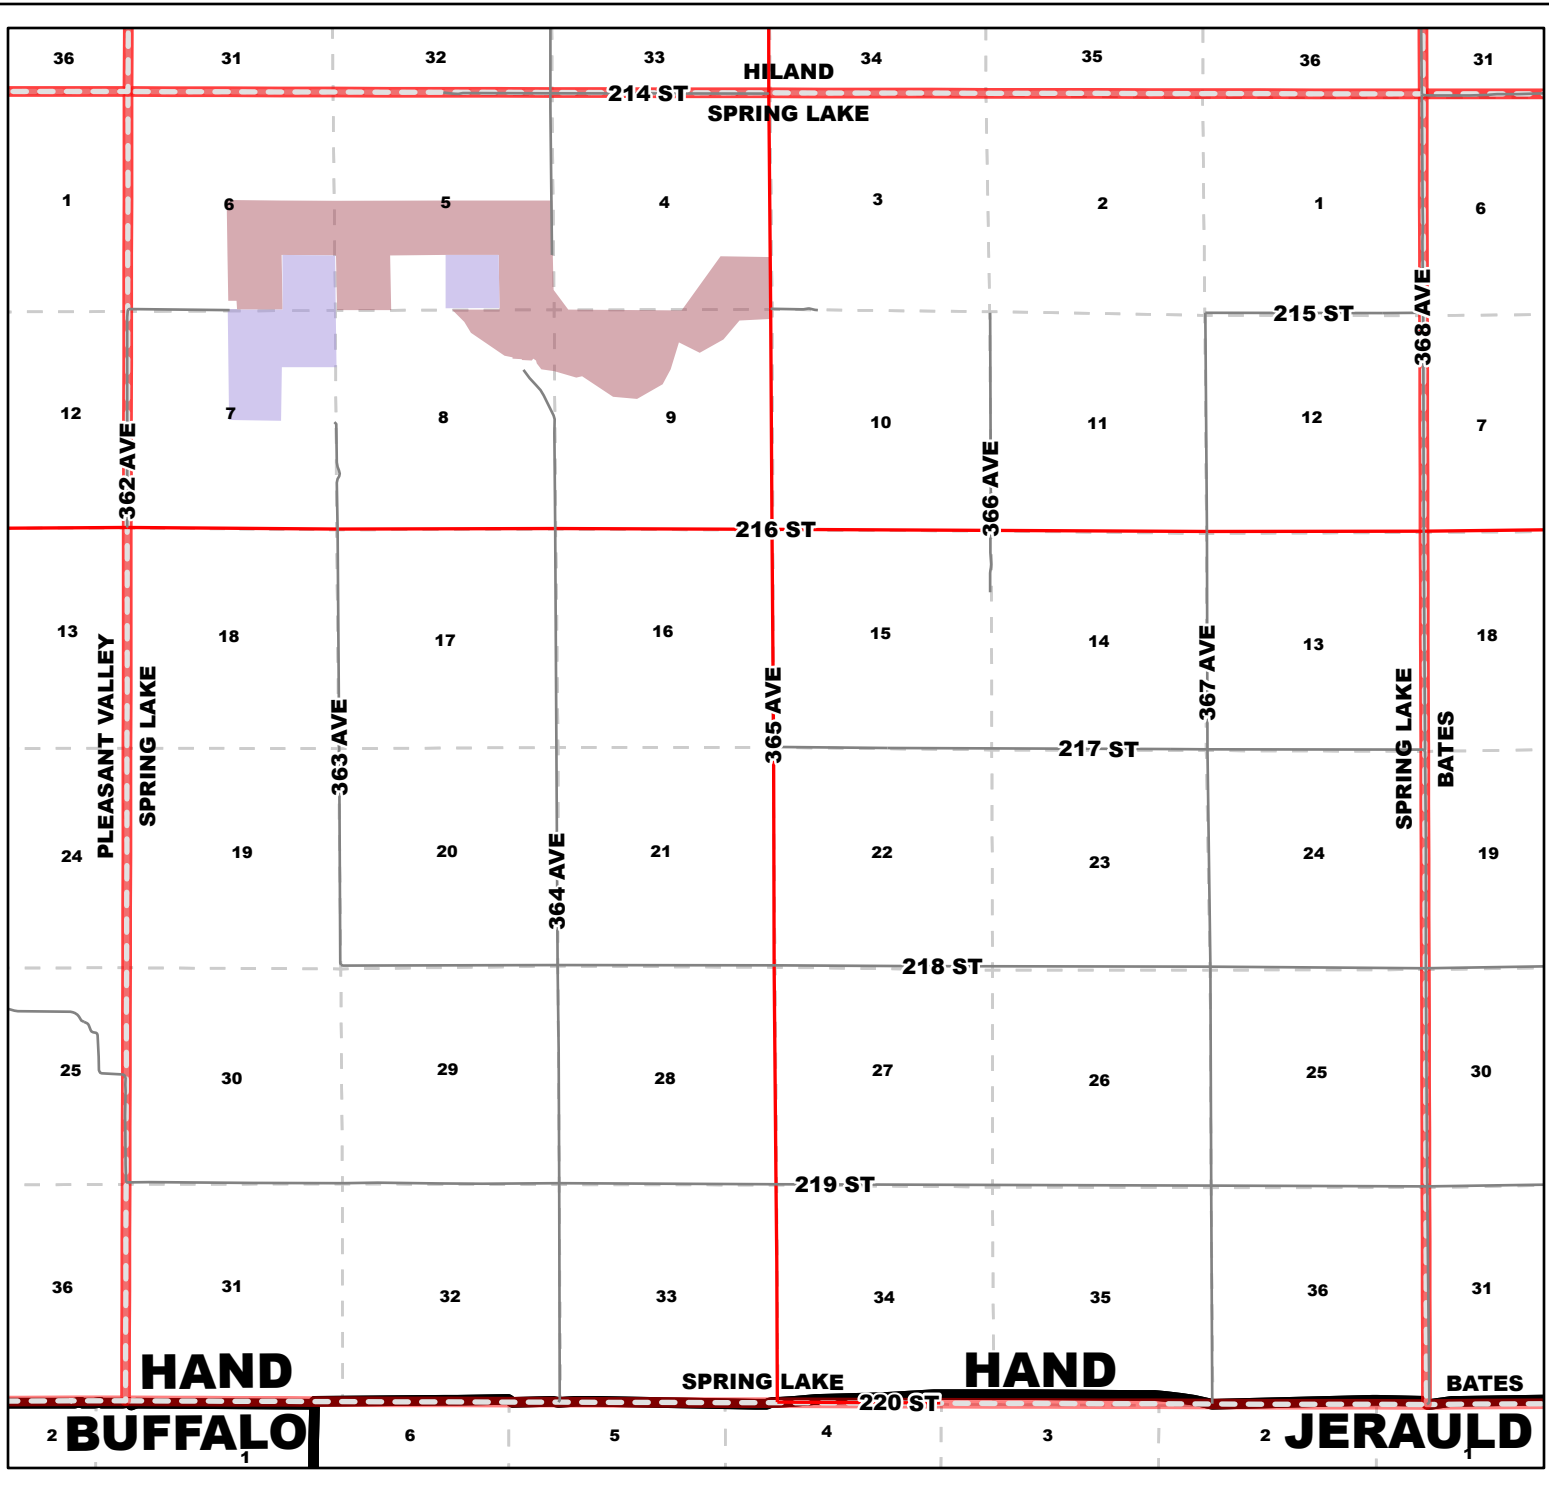 36 31 32 33 34 35 36 31
HILAND
214 ST
SPRING LAKE
1 6 5 4 3 2 1 6
215 ST
368 AVE
12 7 8 9 10 11 12 7
362 AVE
366 AVE
216 ST
13 18 17 16 15 14 13 18
PLEASANT VALLEY
SPRING LAKE
363 AVE
365 AVE
367 AVE
SPRING LAKE
BATES
217 ST
24 19 20 21 22 23 24 19
364 AVE
218 ST
25 30 29 28 27 26 25 30
219 ST
36 31 32 33 34 35 36 31
HAND
SPRING LAKE
HAND
BATES
220 ST
2 BUFFALO 6 5 4 3 2 JERAULD
1 1